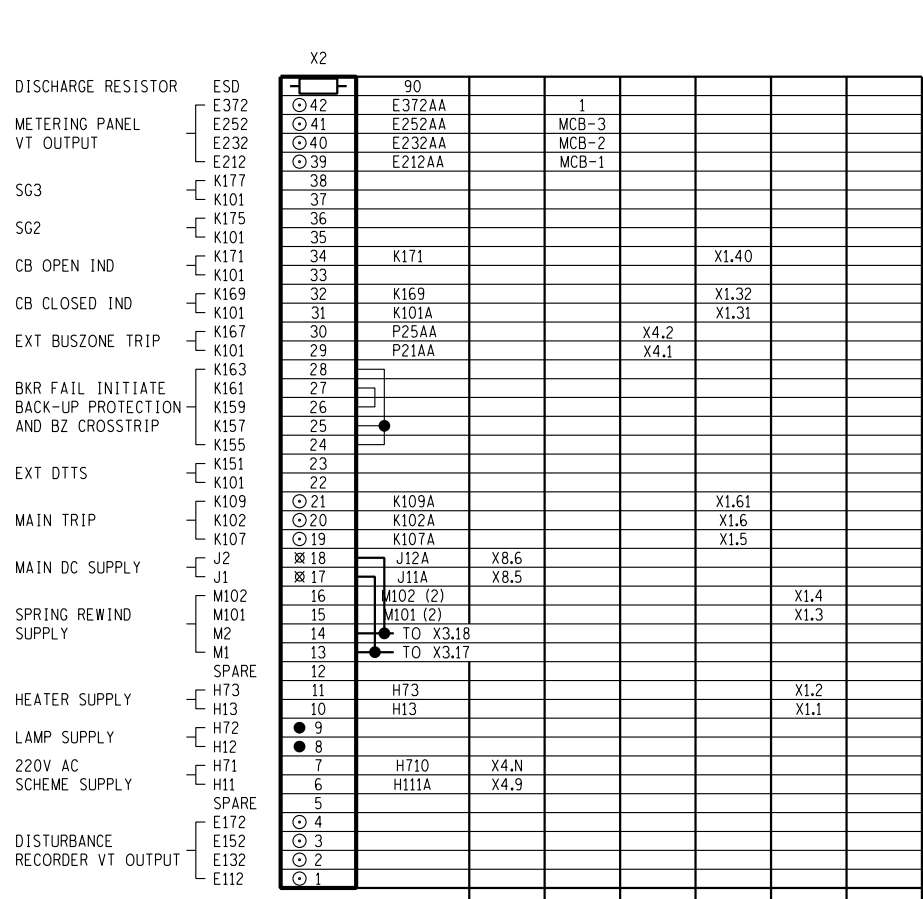 X2
DISCHARGE RESISTOR ESD 90
E372 42 E372AA 1
METERING PANEL E252 41 E252AA MCB-3
VT OUTPUT E232 40 E232AA MCB-2
E212 39 E212AA MCB-1
K177 38
SG3
K101 37
K175 36
SG2
K101 35
K171 34 K171 X1.40
CB OPEN IND
K101 33
K169 32 K169 X1.32
CB CLOSED IND
K101 31 K101A X1.31
K167 30 P25AA X4.2
EXT BUSZONE TRIP
K101 29 P21AA X4.1
K163 28
BKR FAIL INITIATE K161 27
BACK-UP PROTECTION K159 26
AND BZ CROSSTRIP K157 25
K155 24
K151 23
EXT DTTS
K101 22
K109 21 K109A X1.61
MAIN TRIP K102 20 K102A X1.6
K107 19 K107A X1.5
J2 18 J12A X8.6
MAIN DC SUPPLY
J1 17 J11A X8.5
M102 16 M102 (2) X1.4
SPRING REWIND M101 15 M101 (2) X1.3
SUPPLY M2 14 TO X3.18
M1 13 TO X3.17
SPARE 12
H73 11 H73 X1.2
HEATER SUPPLY
H13 10 H13 X1.1
H72 9
LAMP SUPPLY
H12 8
220V AC H71 7 H710 X4.N
SCHEME SUPPLY H11 6 H111A X4.9
SPARE 5
E172 4
DISTURBANCE E152 3
RECORDER VT OUTPUT E132 2
E112 1